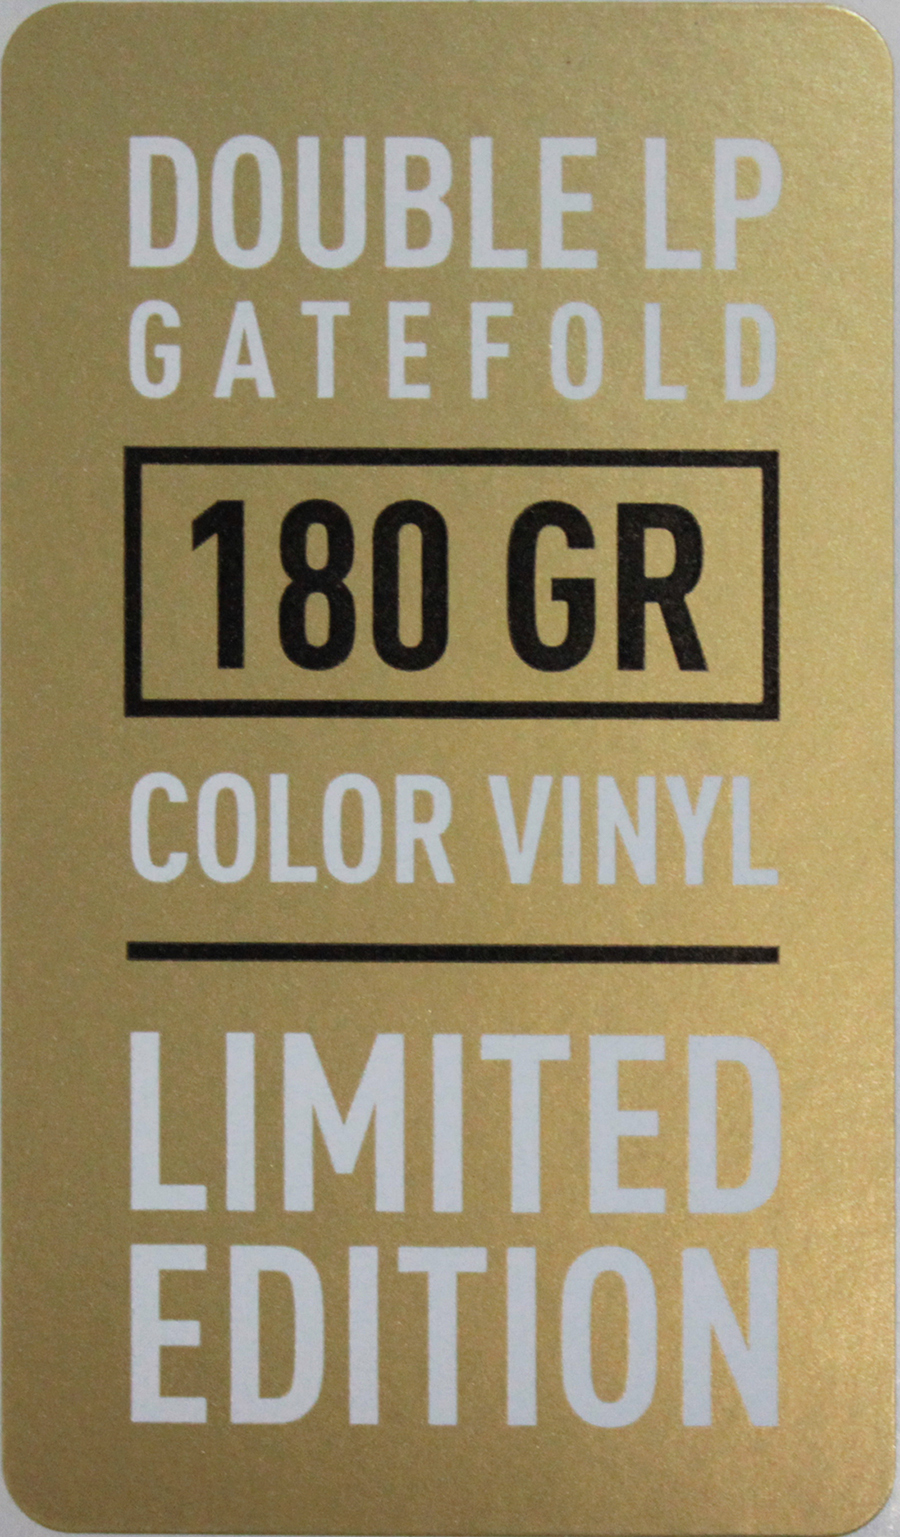 DOUBLE LP
GATEFOLD
180 GR
COLOR VINYL
LIMITED
EDITION